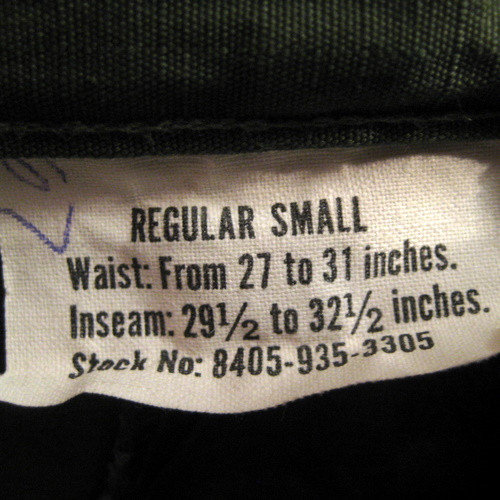 REGULAR SMALL
Waist: From 27 to 31 inches.
Inseam: 29½ to 32½ inches.
Stock No: 8405-935-3305